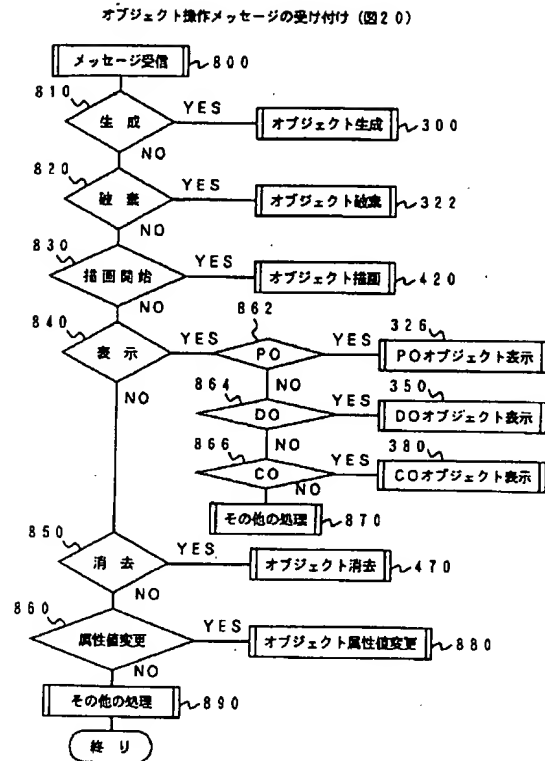 オブジェクト操作メッセージの受け付け (図20)
メッセージ受信 800
810
生成 YES オブジェクト生成 300
NO
820
破棄 YES オブジェクト破棄 322
NO
830
描画開始 YES オブジェクト描画 420
NO
862
326
840
表示 YES PO YES POオブジェクト表示
NO
NO
864
350
DO YES DOオブジェクト表示
NO
866
380
CO YES COオブジェクト表示
NO
その他の処理 870
850
消去 YES オブジェクト消去 470
NO
860
属性値変更 YES オブジェクト属性値変更 880
NO
その他の処理 890
終り